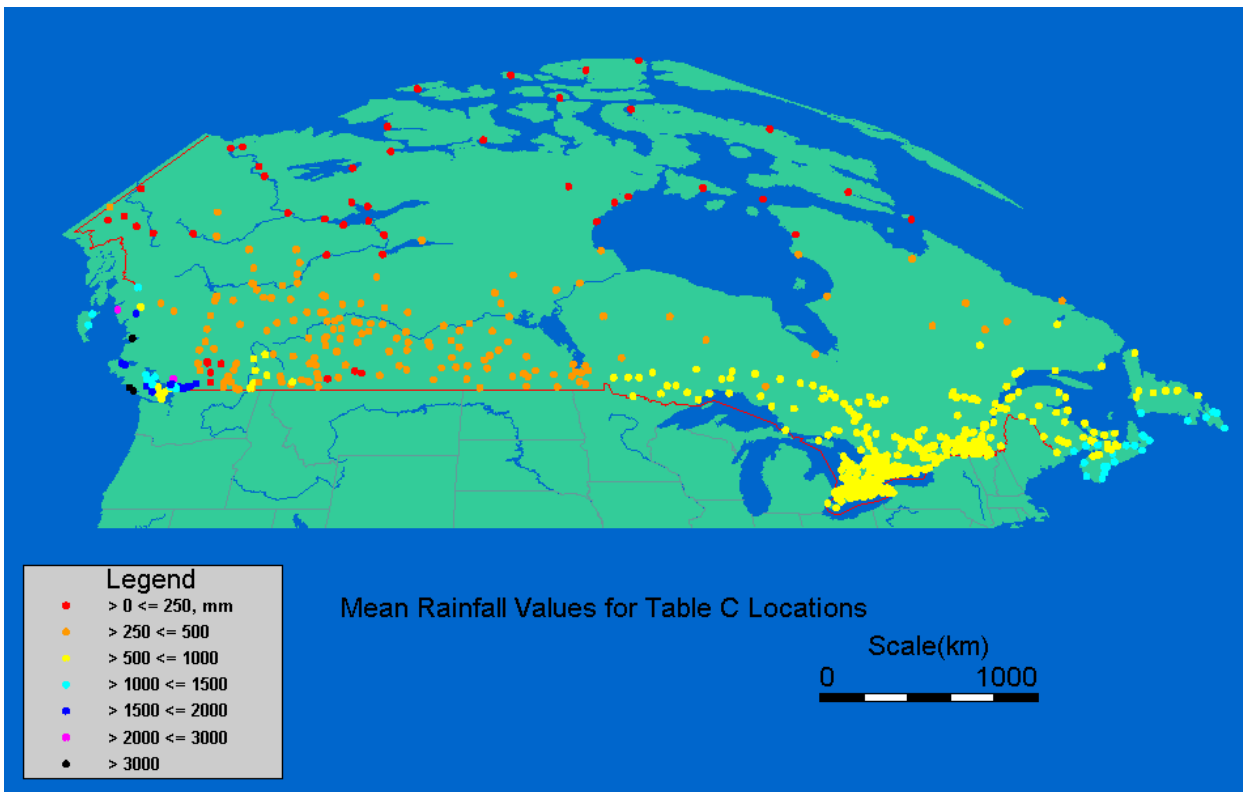 Legend
> 0 <= 250, mm
> 250 <= 500
> 500 <= 1000
> 1000 <= 1500
> 1500 <= 2000
> 2000 <= 3000
> 3000
Mean Rainfall Values for Table C Locations
Scale(km)
0 1000